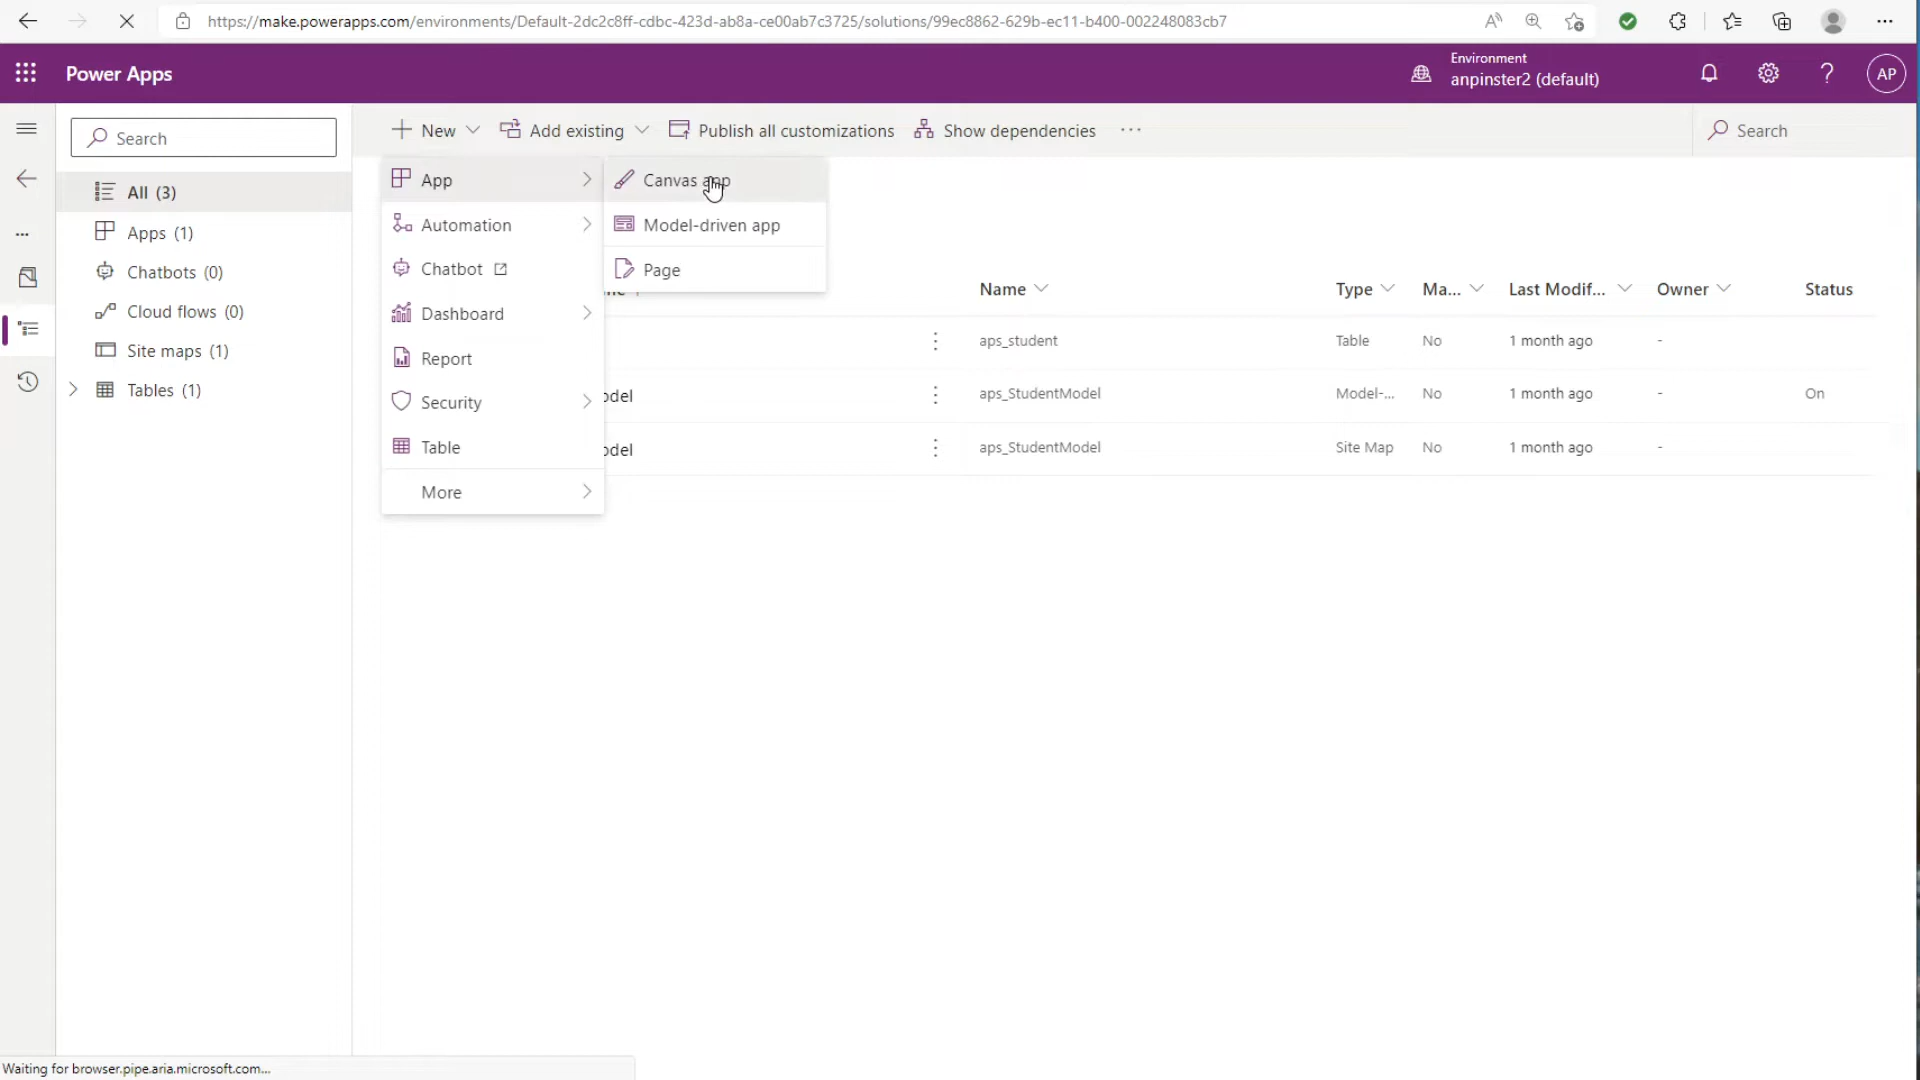 https://make.powerapps.com/environments/Default-2dc2c8ff-cdbc-423d-ab8a-ce00ab7c3725/solutions/99ec8862-629b-ec11-b400-002248083cb7
Power Apps
Environment
anpinster2 (default)
AP
Search
New
Add existing
Publish all customizations
Show dependencies
Search
All (3)
Apps (1)
Chatbots (0)
Cloud flows (0)
Site maps (1)
Tables (1)
App
Automation
Chatbot
Dashboard
Report
Security
Table
More
Canvas app
Model-driven app
Page
Name
Type
Ma...
Last Modif...
Owner
Status
aps_student
Table
No
1 month ago
-
odel
aps_StudentModel
Model-...
No
1 month ago
-
On
odel
aps_StudentModel
Site Map
No
1 month ago
-
Waiting for browser.pipe.aria.microsoft.com...